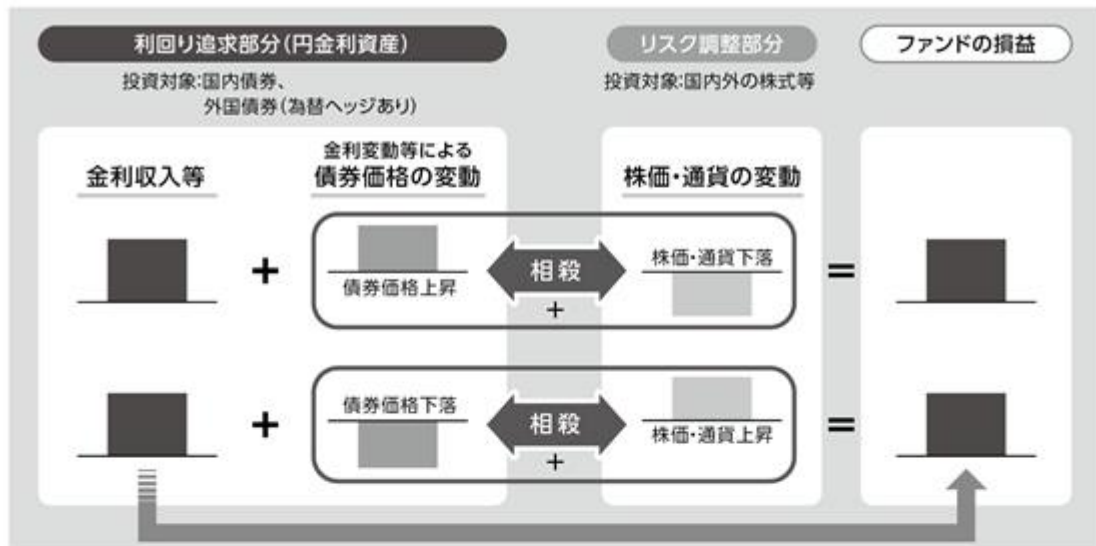 利回り追求部分(円金利資産)
リスク調整部分
ファンドの損益
投資対象:国内債券、
外国債券(為替ヘッジあり)
投資対象:国内外の株式等
金利収入等
金利変動等による
債券価格の変動
株価・通貨の変動
+
債券価格上昇
相殺
+
株価・通貨下落
=
+
債券価格下落
相殺
+
株価・通貨上昇
=